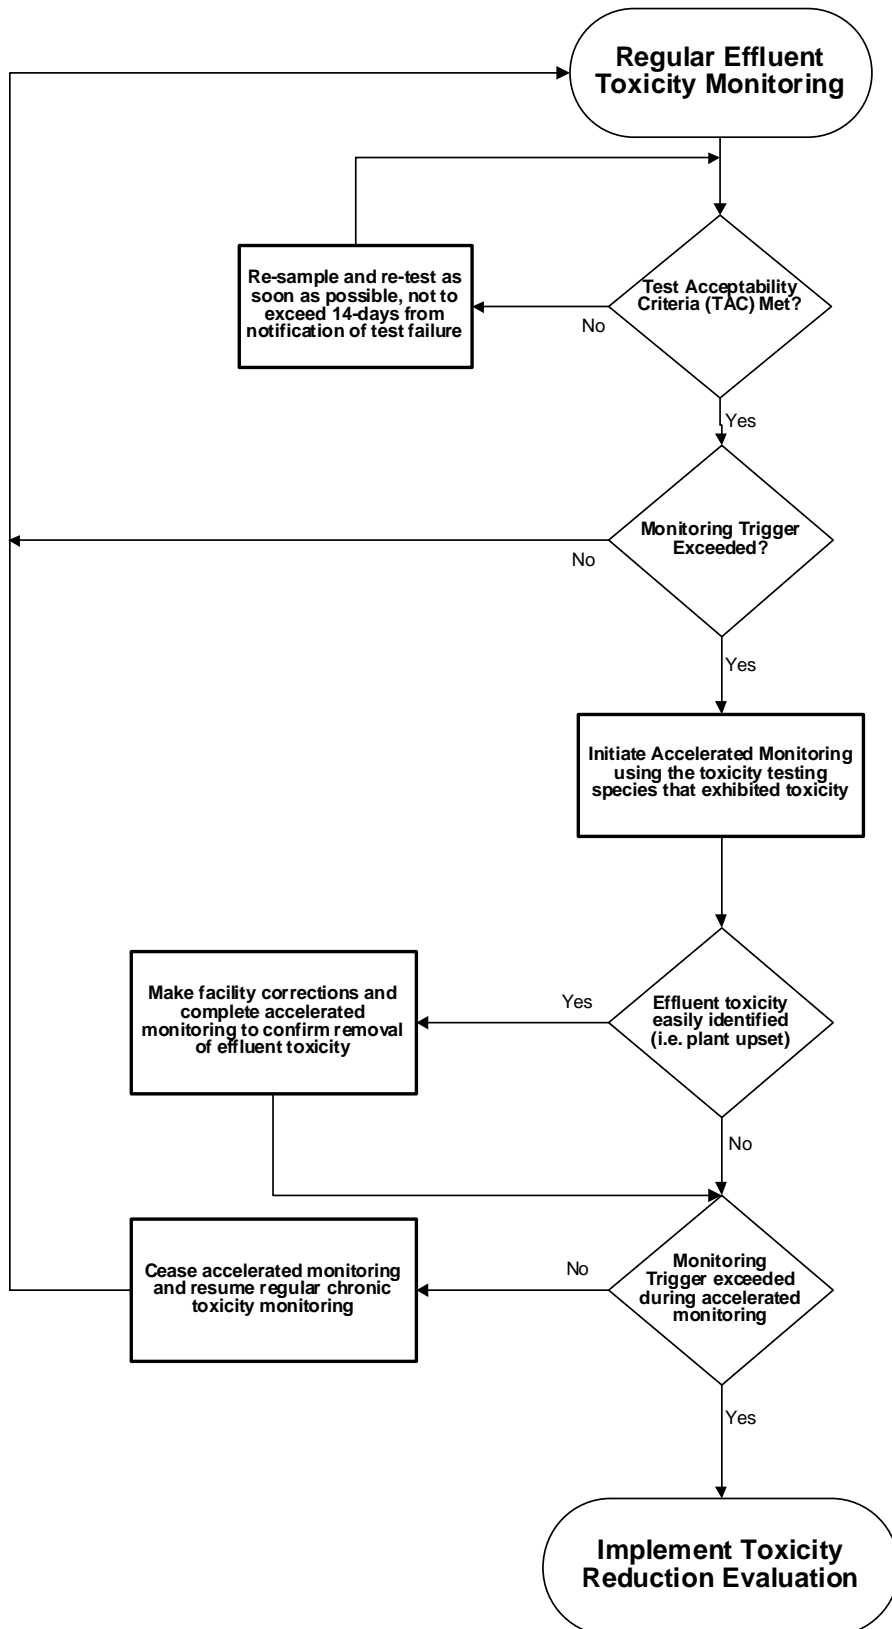 Regular Effluent
Toxicity Monitoring
Test Acceptability
Criteria (TAC) Met?
No
Re-sample and re-test as
soon as possible, not to
exceed 14-days from
notification of test failure
Yes
Monitoring Trigger
Exceeded?
No
Yes
Initiate Accelerated Monitoring
using the toxicity testing
species that exhibited toxicity
Effluent toxicity
easily identified
(i.e. plant upset)
Yes
Make facility corrections and
complete accelerated
monitoring to confirm removal
of effluent toxicity
No
Monitoring
Trigger exceeded
during accelerated
monitoring
No
Cease accelerated monitoring
and resume regular chronic
toxicity monitoring
Yes
Implement Toxicity
Reduction Evaluation